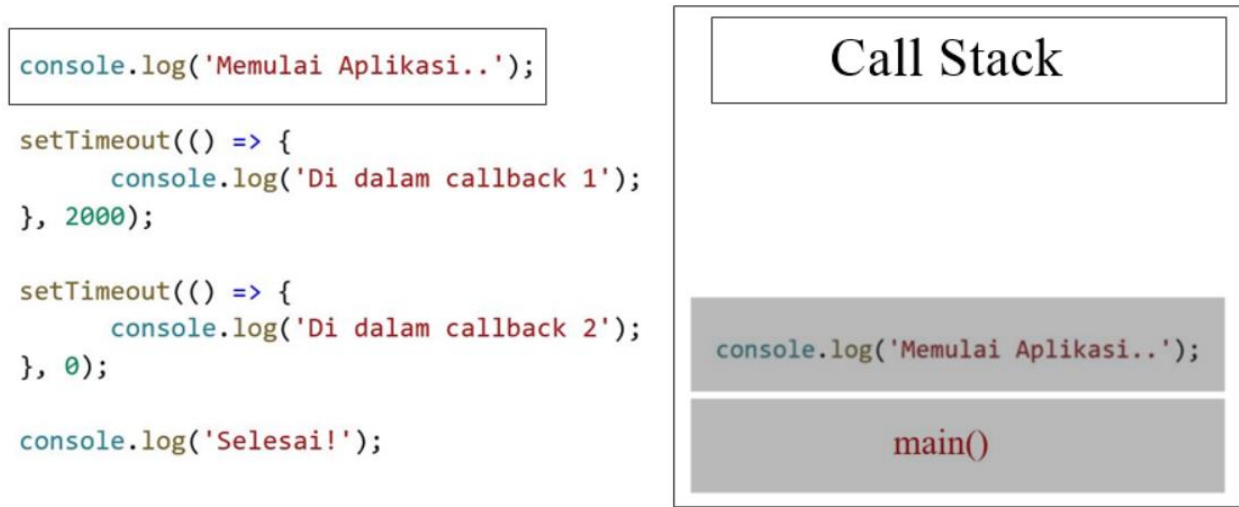 console.log('Memulai Aplikasi..');
setTimeout(() => {
console.log('Di dalam callback 1');
}, 2000);
setTimeout(() => {
console.log('Di dalam callback 2');
}, 0);
console.log('Selesai!');
Call Stack
console.log('Memulai Aplikasi..');
main()